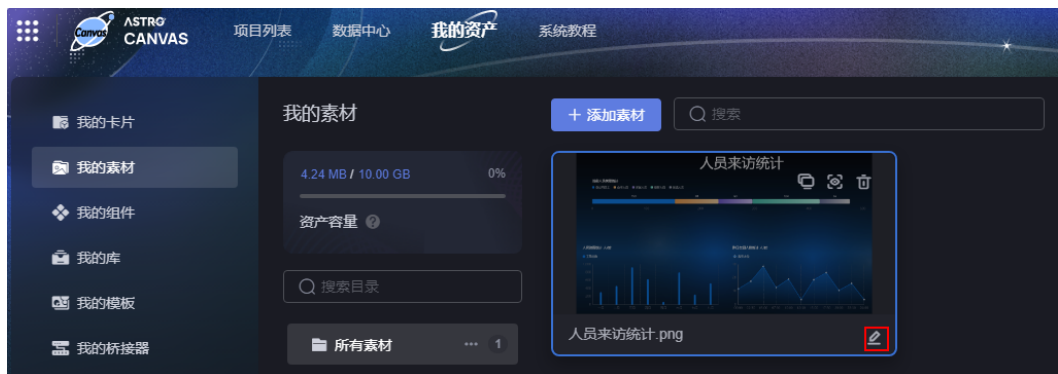 Canvas
ASTRO
CANVAS
项目列表
数据中心
我的资产
系统教程
我的卡片
我的素材
我的组件
我的库
我的模板
我的桥接器
我的素材
+ 添加素材
搜索
4.24 MB / 10.00 GB
0%
资产容量
搜索目录
所有素材
1
人员来访统计
人员来访统计.png